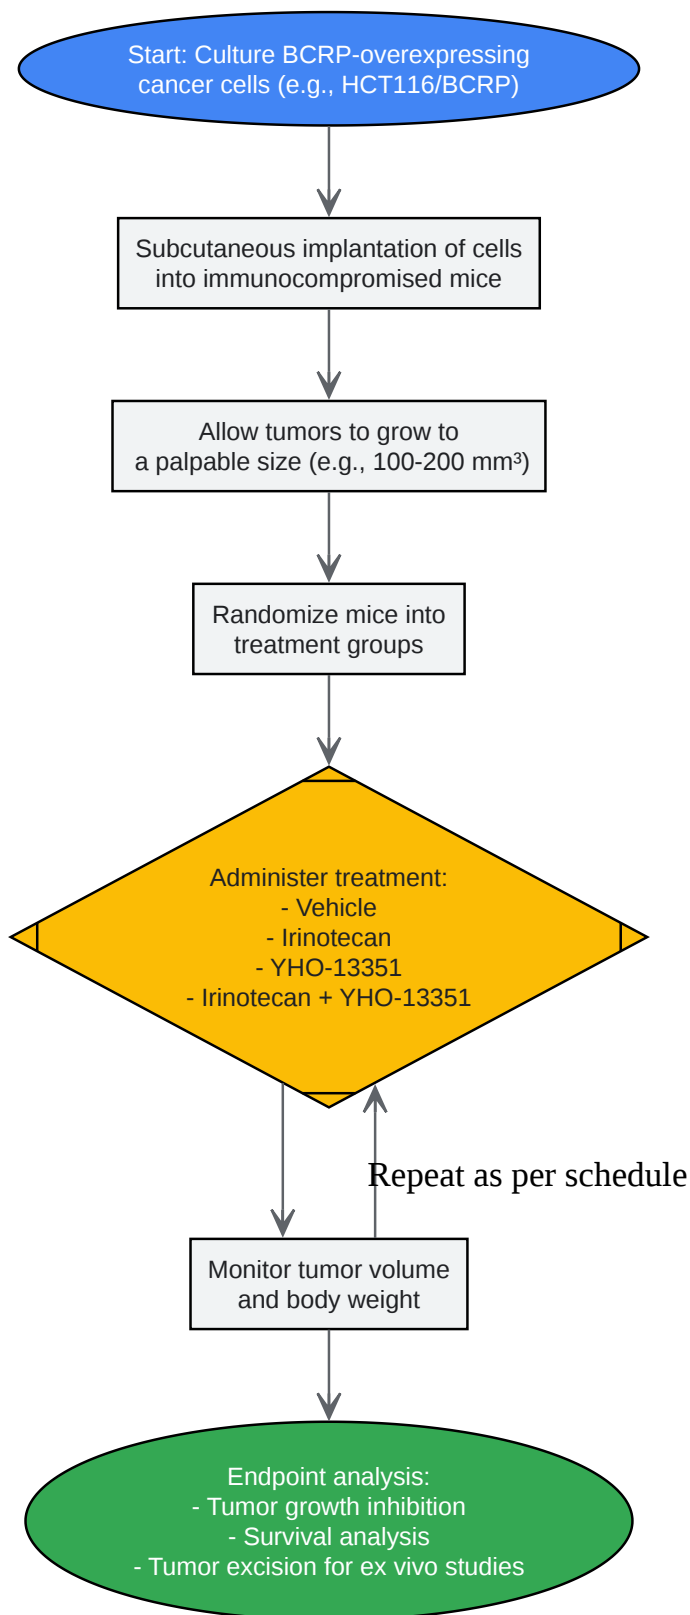 Start: Culture BCRP-overexpressing
cancer cells (e.g., HCT116/BCRP)
Subcutaneous implantation of cells
into immunocompromised mice
Allow tumors to grow to
a palpable size (e.g., 100-200 mm³)
Randomize mice into
treatment groups
Administer treatment:
- Vehicle
- Irinotecan
- YHO-13351
- Irinotecan + YHO-13351
Repeat as per schedule
Monitor tumor volume
and body weight
Endpoint analysis:
- Tumor growth inhibition
- Survival analysis
- Tumor excision for ex vivo studies